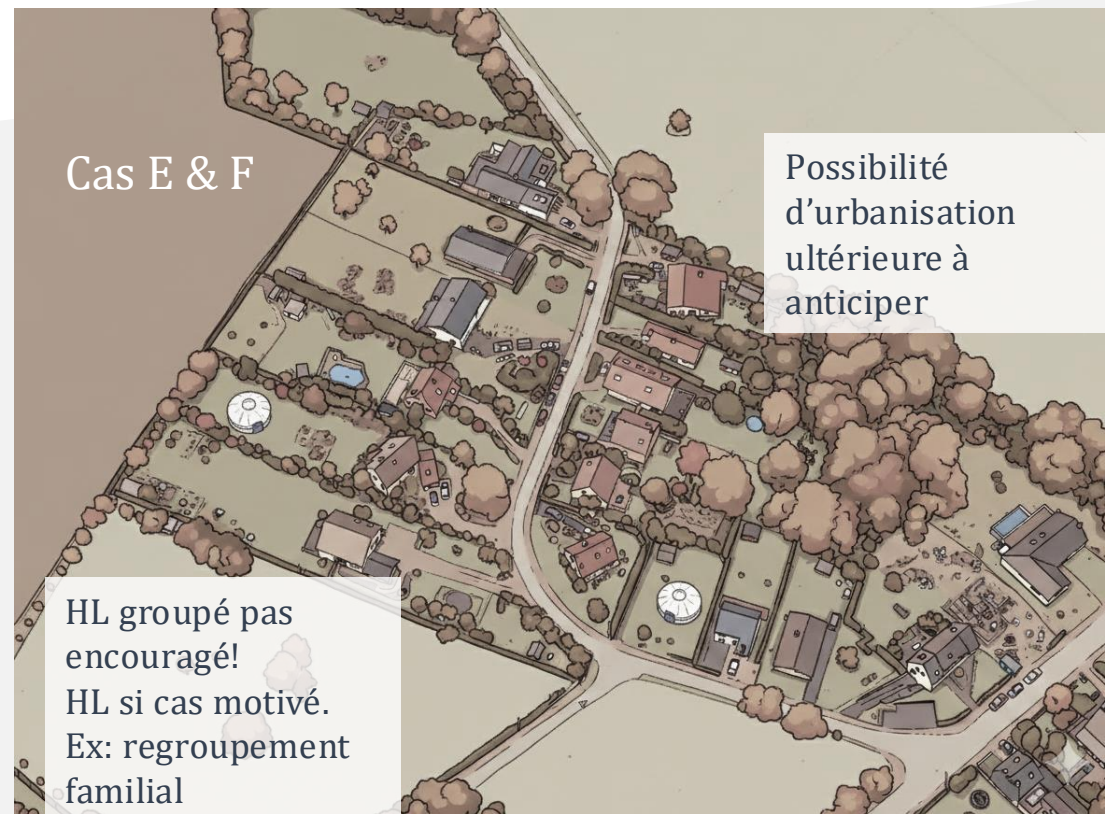 Cas E & F
Possibilité
d'urbanisation
ultérieure à
anticiper
HL groupé pas
encouragé!
HL si cas motivé.
Ex: regroupement
familial